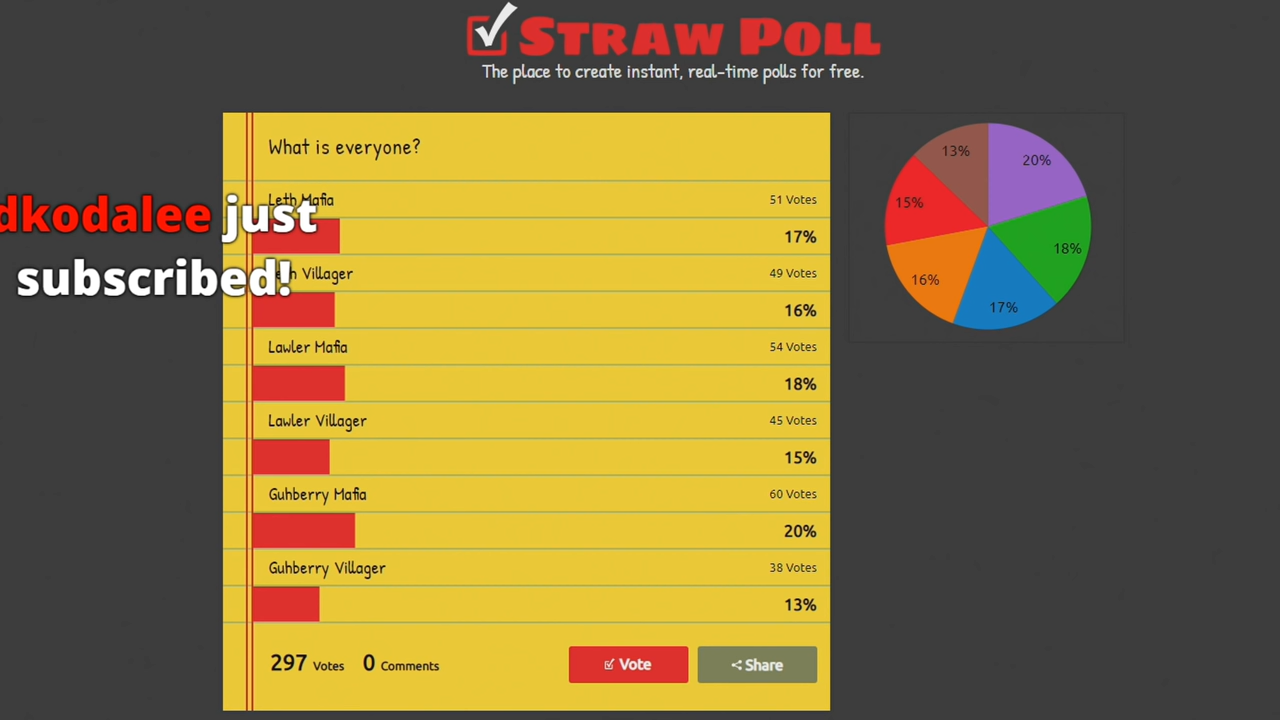 STRAW POLL
The place to create instant, real-time polls for free.
What is everyone?
Leth Mafia 51 Votes
17%
dkodalee just
subscribed!
Villager 49 Votes
16%
Lawler Mafia 54 Votes
18%
Lawler Villager 45 Votes
15%
Guhberry Mafia 60 Votes
20%
Guhberry Villager 38 Votes
13%
297 Votes 0 Comments
Vote
Share
13%
20%
15%
18%
16%
17%